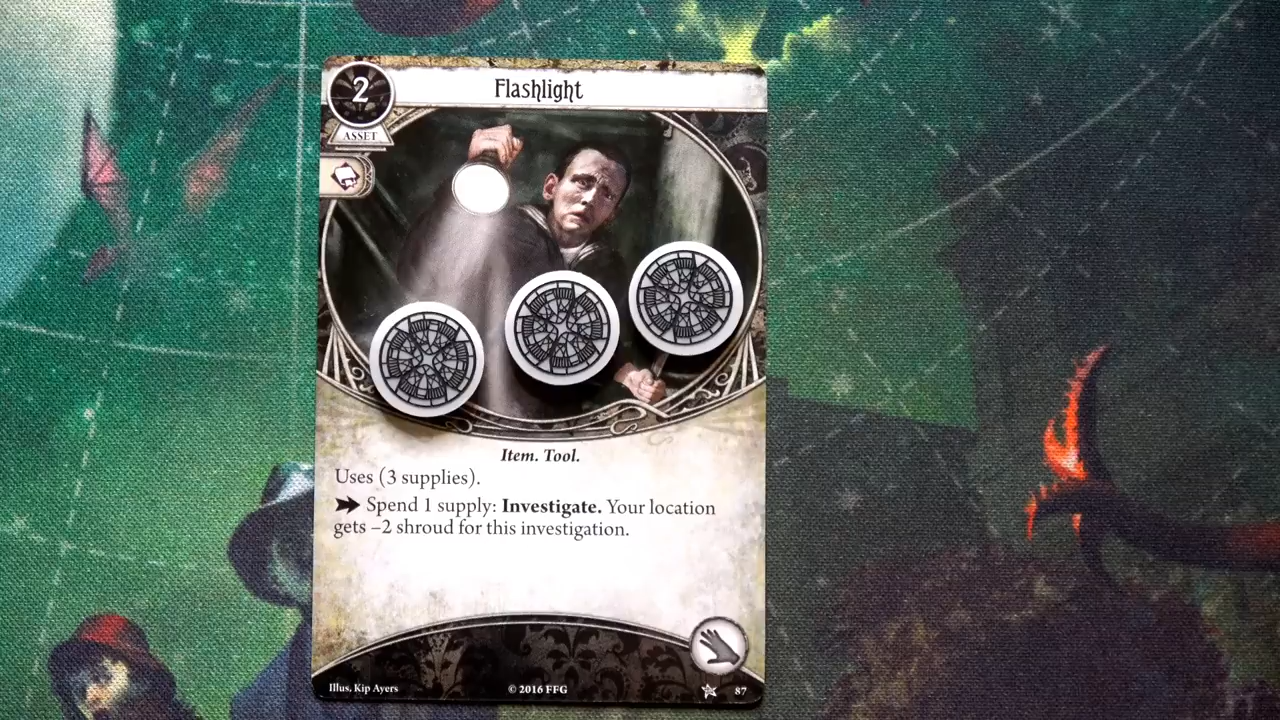 2
Flashlight
ASSET
Item. Tool.
Uses (3 supplies).
Spend 1 supply: Investigate. Your location
gets –2 shroud for this investigation.
Illus. Kip Ayers
© 2016 FFG
87